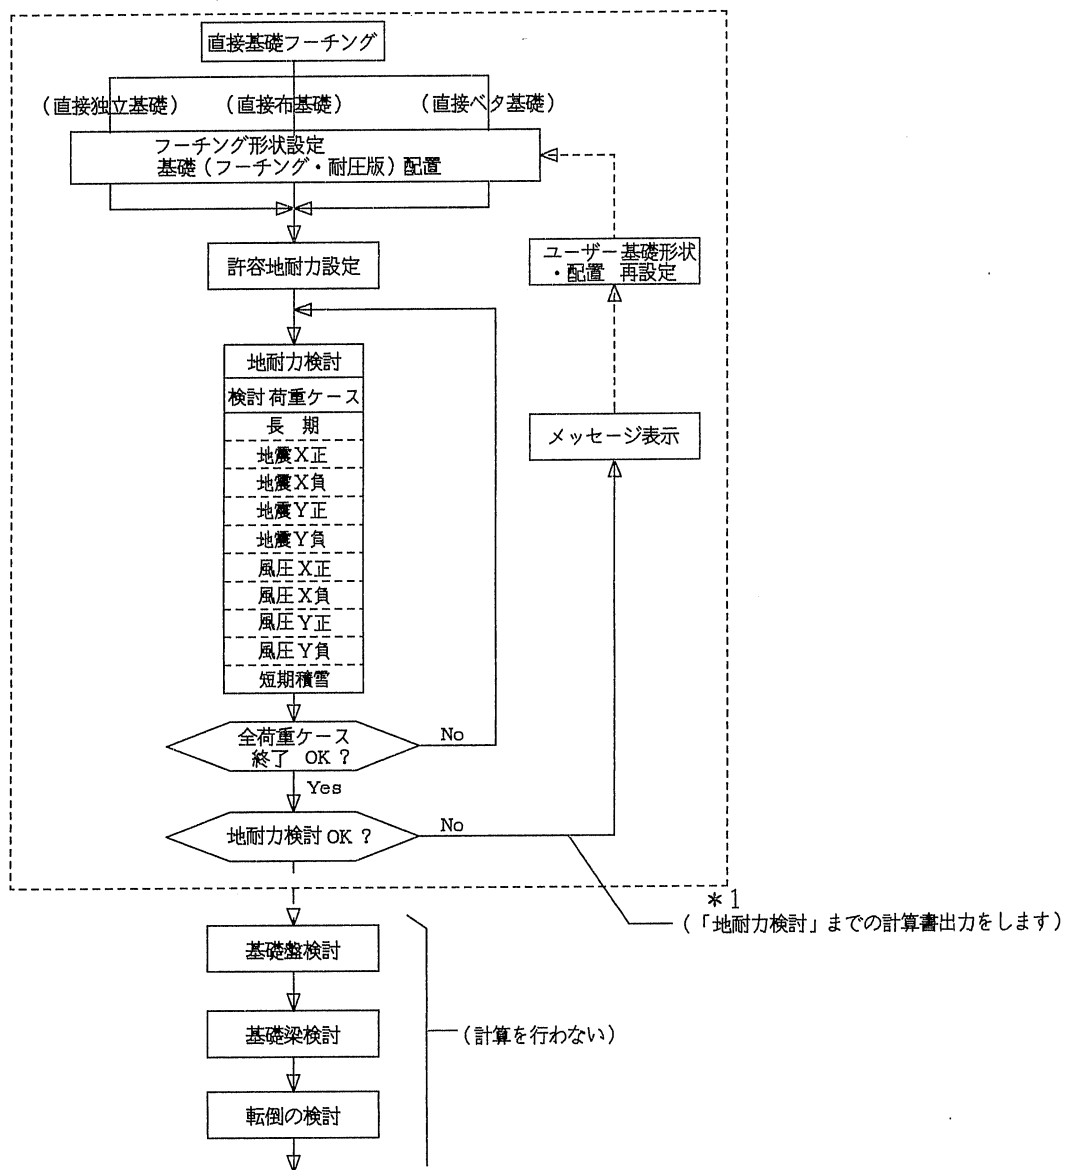 直接基礎フーチング
(直接独立基礎)
(直接布基礎)
(直接ベタ基礎)
フーチング形状設定
基礎(フーチング・耐圧版)配置
許容地耐力設定
ユーザー基礎形状
・配置 再設定
地耐力検討
検討荷重ケース
長 期
地震X正
地震X負
地震Y正
地震Y負
風圧X正
風圧X負
風圧Y正
風圧Y負
短期積雪
メッセージ表示
全荷重ケース
終了 OK?
No
Yes
地耐力検討OK?
No
*1
(「地耐力検討」までの計算書出力をします)
基礎盤検討
基礎梁検討
(計算を行わない)
転倒の検討